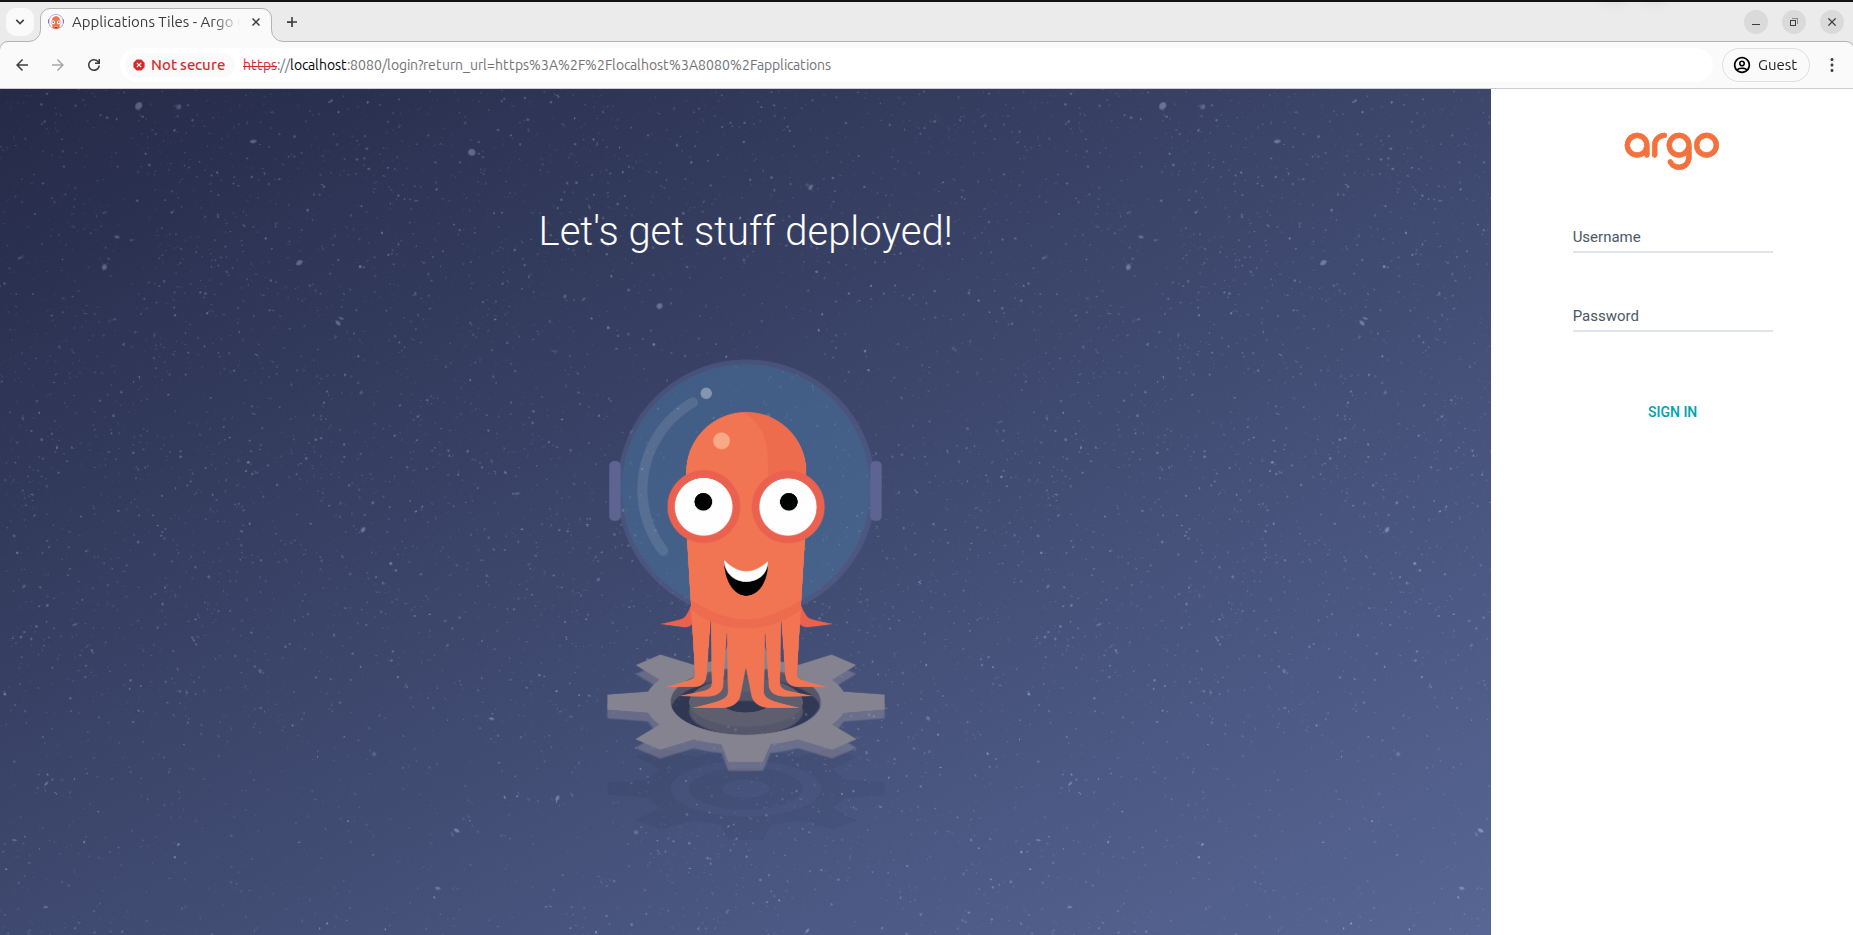 Applications Tiles - Argo
Not secure https://localhost:8080/login?return_url=https%3A%2F%2Flocalhost%3A8080%2Fapplications
Guest
Let's get stuff deployed!
argo
Username
Password
SIGN IN